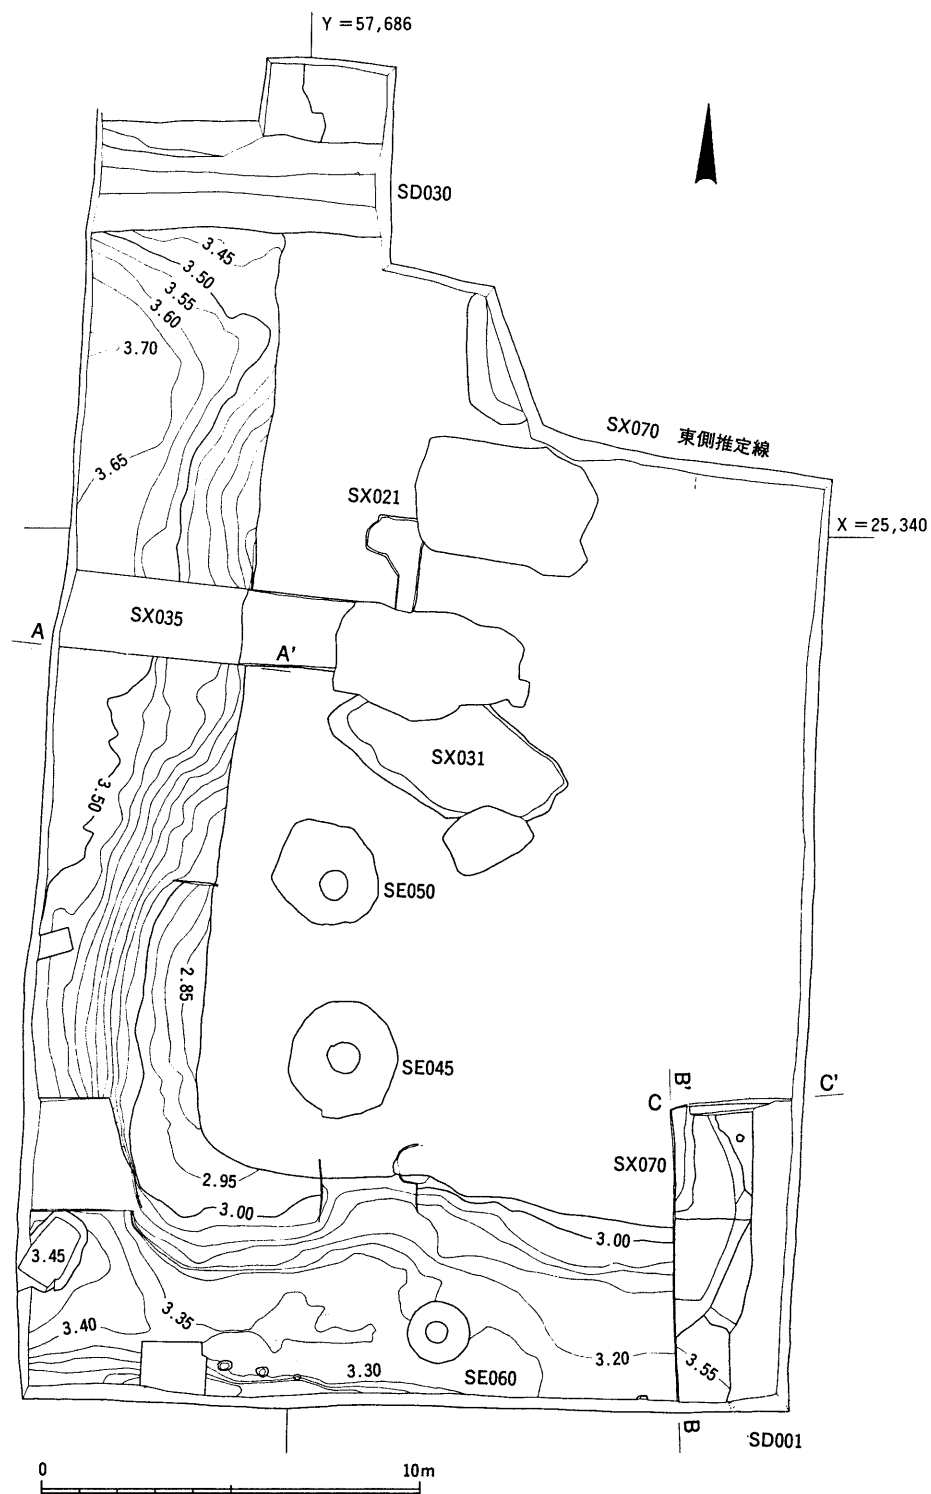 Y = 57,686
SD030
3.45
3.50
3.55
3.60
3.70
SX070 東側推定線
3.65
SX021
X = 25,340
SX035
A
A'
SX031
3.50
SE050
2.85
SE045
B'
C
C'
SX070
2.95
3.00
3.00
3.45
3.35
3.40
3.20
3.55
3.30
SE060
B
SD001
0
10m